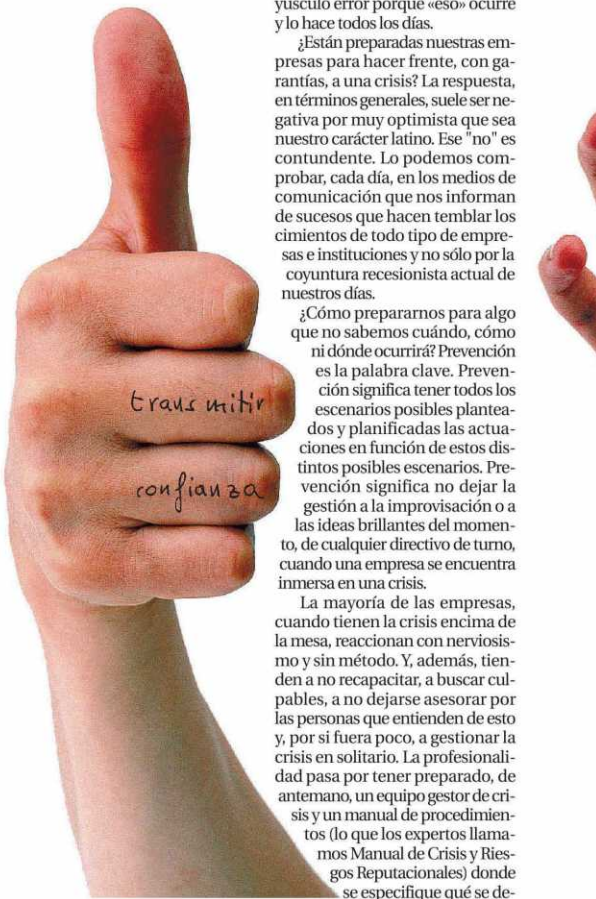 yúsculo error porque «eso» ocurre
y lo hace todos los días.
¿Están preparadas nuestras em-
presas para hacer frente, con ga-
rantías, a una crisis? La respuesta,
en términos generales, suele ser ne-
gativa por muy optimista que sea
nuestro carácter latino. Ese "no" es
contundente. Lo podemos com-
probar, cada día, en los medios de
comunicación que nos informan
de sucesos que hacen temblar los
cimientos de todo tipo de empre-
sas e instituciones y no sólo por la
coyuntura recesionista actual de
nuestros días.
¿Cómo prepararnos para algo
que no sabemos cuándo, cómo
ni dónde ocurrirá? Prevención
es la palabra clave. Preven-
ción significa tener todos los
escenarios posibles plantea-
dos y planificadas las actua-
ciones en función de estos dis-
tintos posibles escenarios. Pre-
vención significa no dejar la
gestión a la improvisación o a
las ideas brillantes del momen-
to, de cualquier directivo de turno,
cuando una empresa se encuentra
inmersa en una crisis.
La mayoría de las empresas,
cuando tienen la crisis encima de
la mesa, reaccionan con nerviosis-
mo y sin método. Y, además, tien-
den a no recapacitar, a buscar cul-
pables, a no dejarse asesorar por
las personas que entienden de esto
y, por si fuera poco, a gestionar la
crisis en solitario. La profesionali-
dad pasa por tener preparado, de
antemano, un equipo gestor de cri-
sis y un manual de procedimien-
tos (lo que los expertos llama-
mos Manual de Crisis y Ries-
gos Reputacionales) donde
se especifique qué se de-
transmitir
confianza